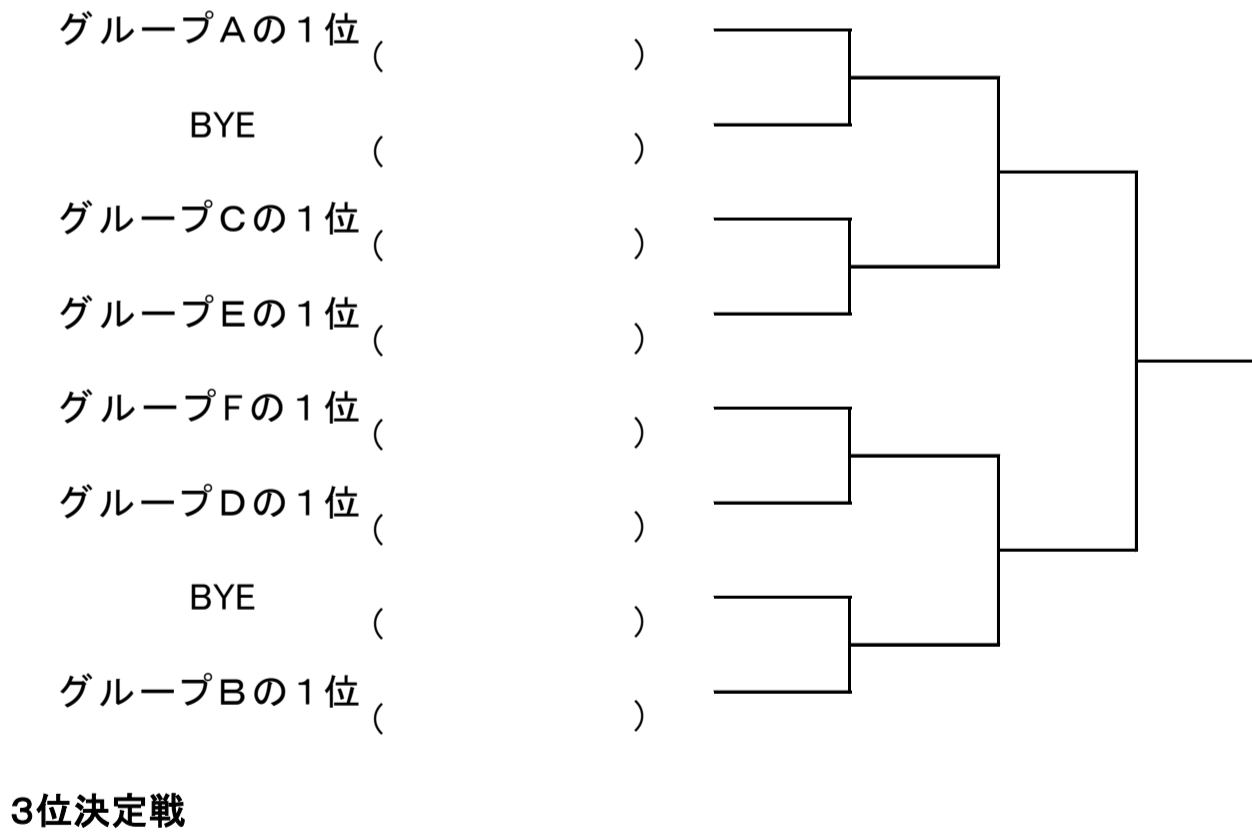 グループＡの１位 (                    )
BYE (                    )
グループＣの１位 (                    )
グループＥの１位 (                    )
グループＦの１位 (                    )
グループＤの１位 (                    )
BYE (                    )
グループＢの１位 (                    )
3位決定戦